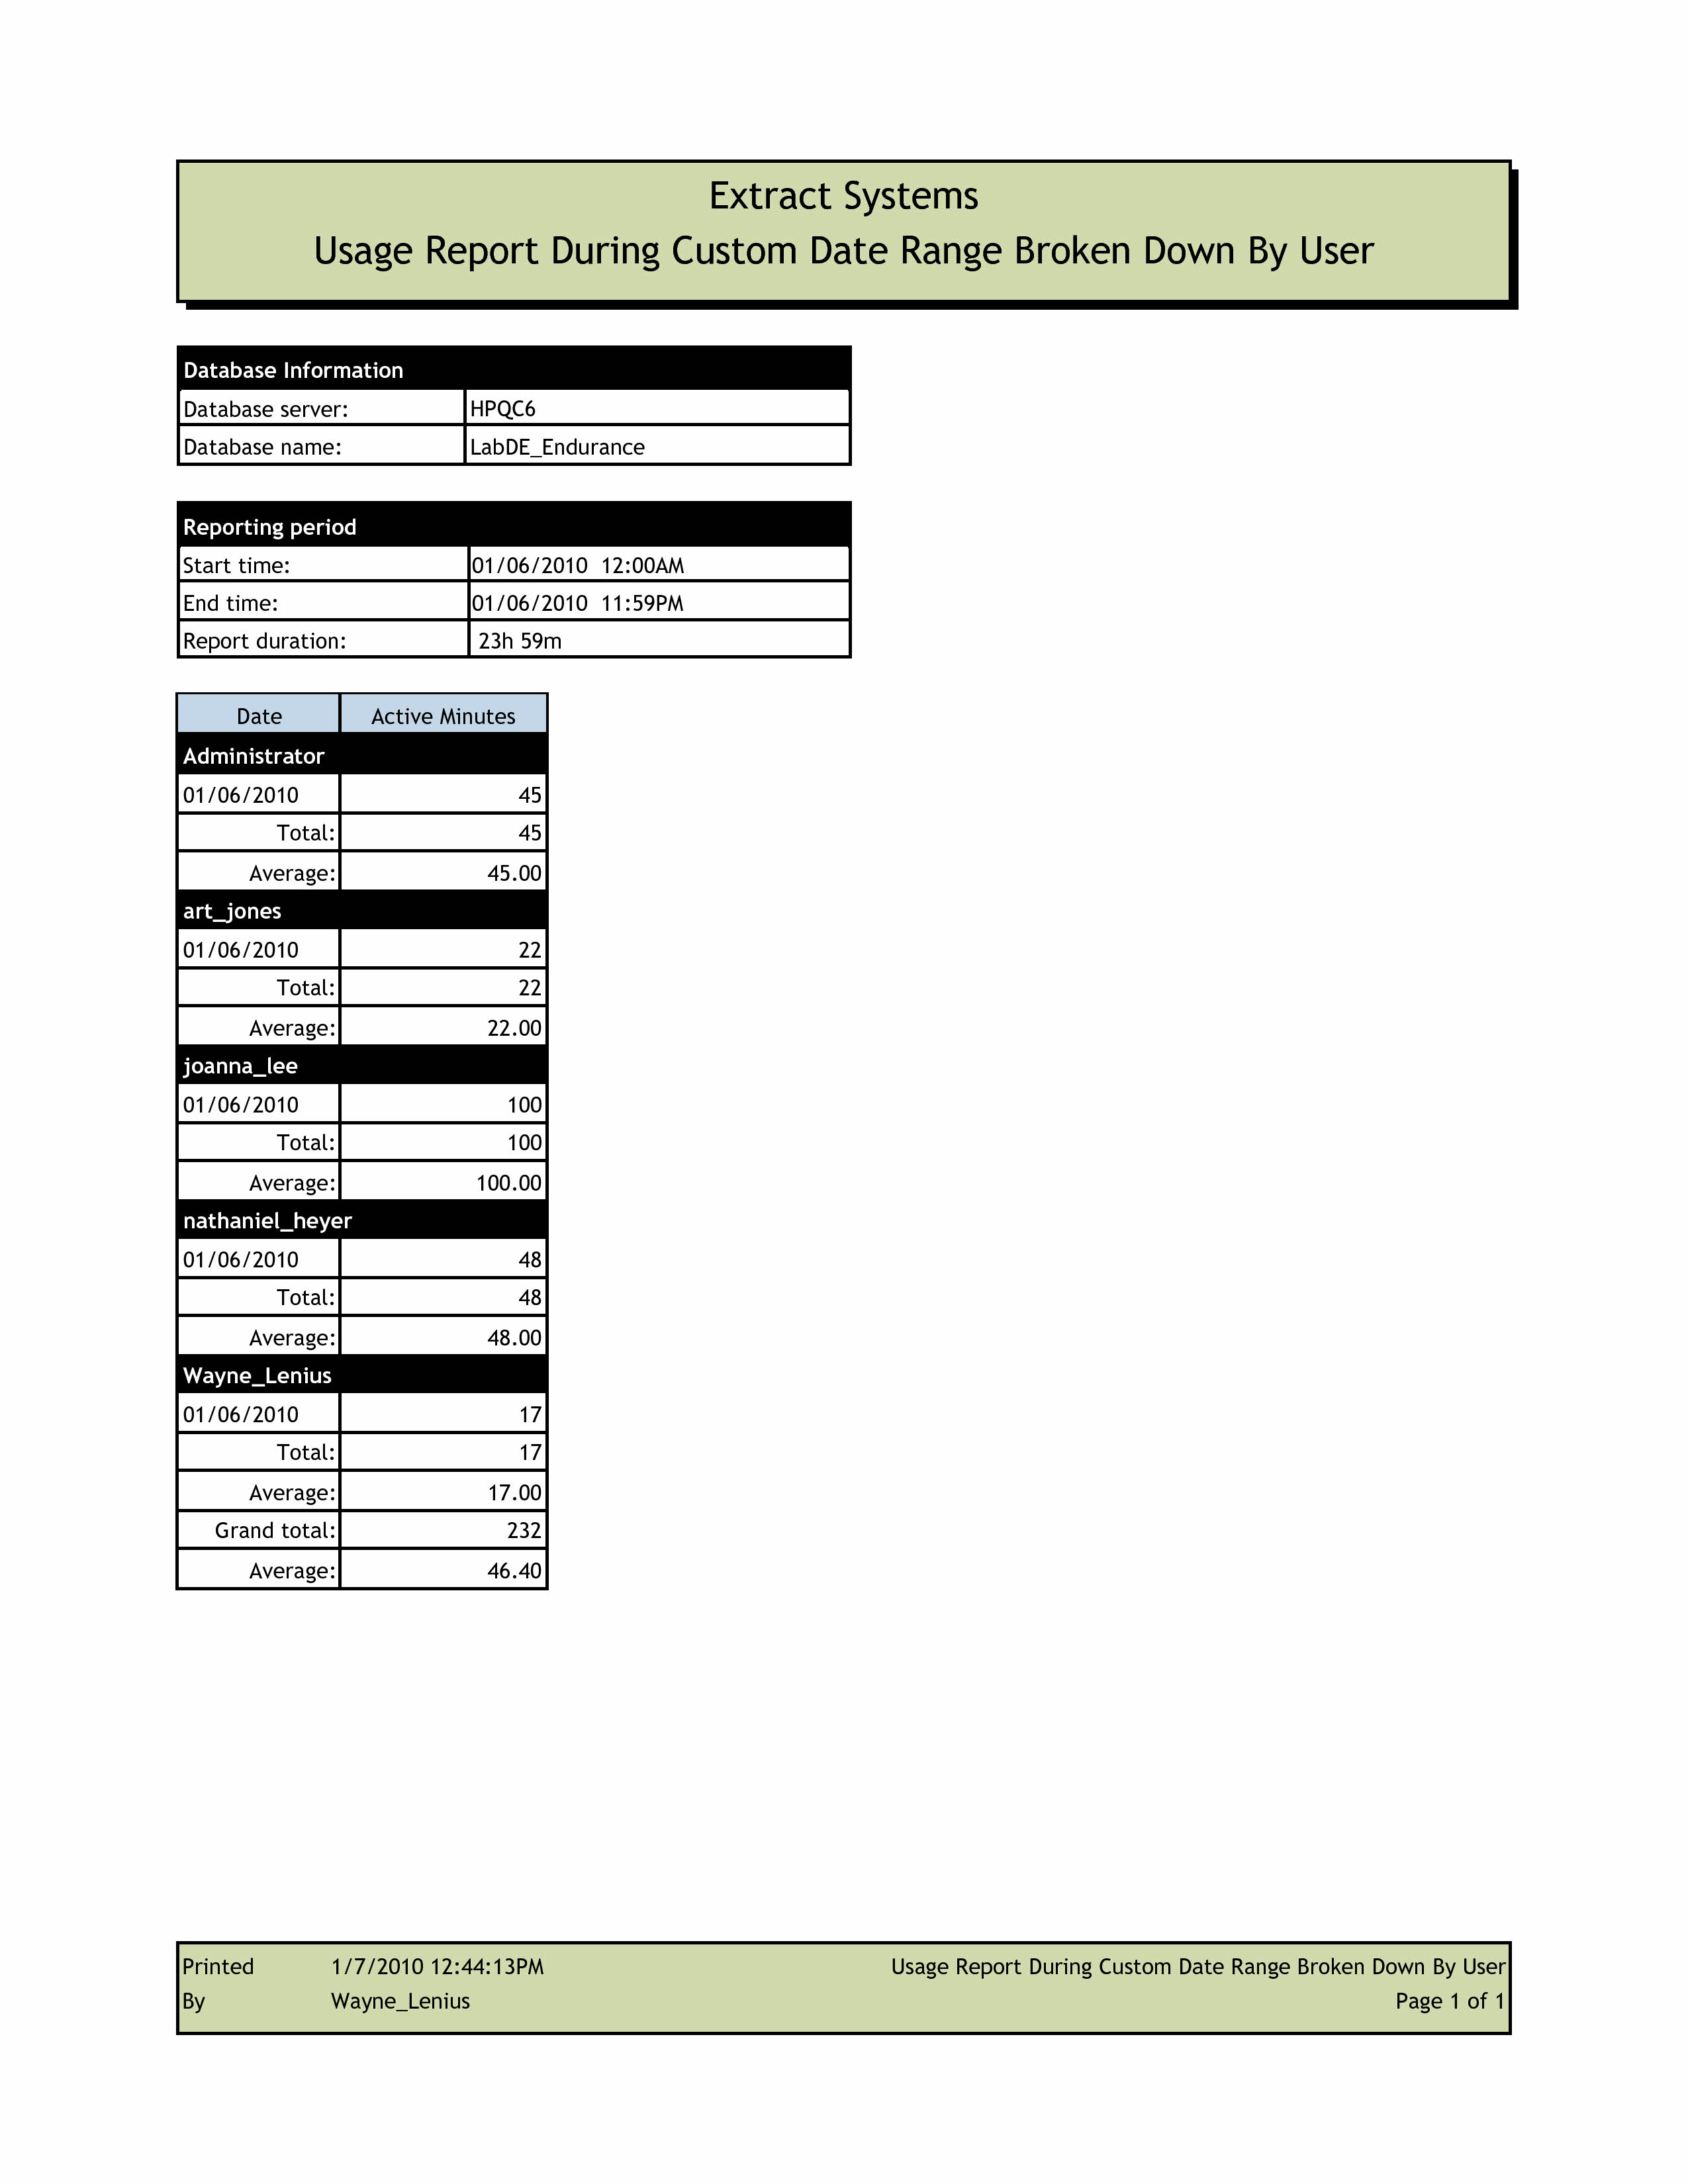 Extract Systems
Usage Report During Custom Date Range Broken Down By User
Database Information
Database server: HPQC6
Database name: LabDE_Endurance
Reporting period
Start time: 01/06/2010 12:00AM
End time: 01/06/2010 11:59PM
Report duration: 23h 59m
Date Active Minutes
Administrator
01/06/2010 45
Total: 45
Average: 45.00
art_jones
01/06/2010 22
Total: 22
Average: 22.00
joanna_lee
01/06/2010 100
Total: 100
Average: 100.00
nathaniel_heyer
01/06/2010 48
Total: 48
Average: 48.00
Wayne_Lenius
01/06/2010 17
Total: 17
Average: 17.00
Grand total: 232
Average: 46.40
Printed 1/7/2010 12:44:13PM Usage Report During Custom Date Range Broken Down By User
By Wayne_Lenius Page 1 of 1